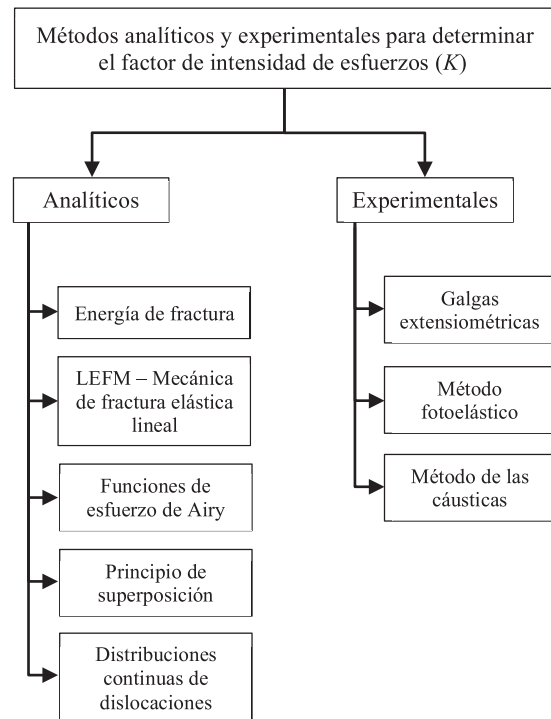 Métodos analíticos y experimentales para determinar
el factor de intensidad de esfuerzos (K)
Analíticos
Experimentales
Energía de fractura
LEFM – Mecánica
de fractura elástica
lineal
Funciones de
esfuerzo de Airy
Principio de
superposición
Distribuciones
continuas de
dislocaciones
Galgas
extensiométricas
Método
fotoelástico
Método de las
cáusticas